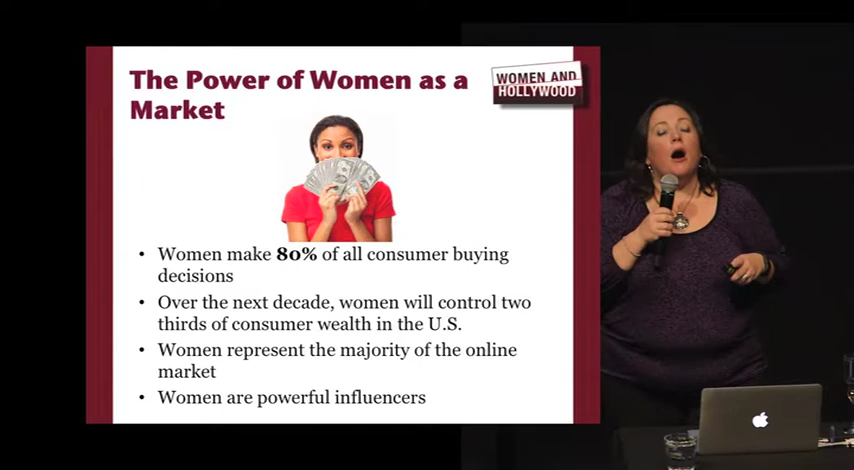 The Power of Women as a
Market
WOMEN AND
HOLLYWOOD
• Women make 80% of all consumer buying
decisions
• Over the next decade, women will control two
thirds of consumer wealth in the U.S.
• Women represent the majority of the online
market
• Women are powerful influencers